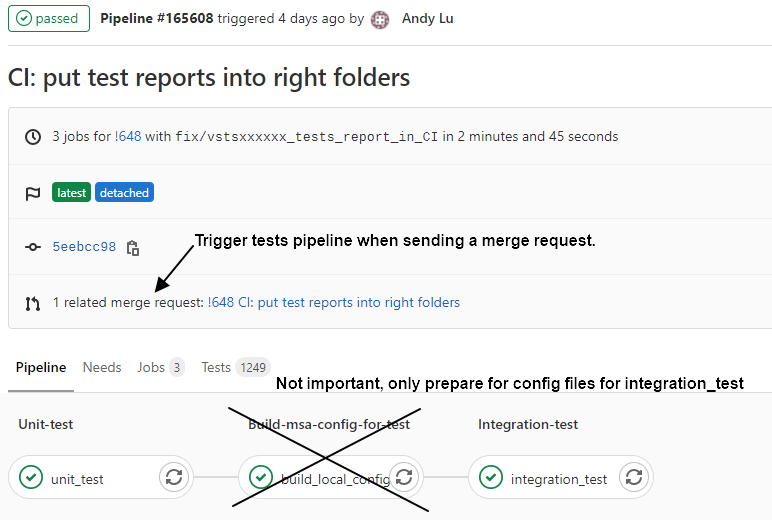 passed Pipeline #165608 triggered 4 days ago by Andy Lu
CI: put test reports into right folders
3 jobs for !648 with fix/vstsxxxxxx_tests_report_in_CI in 2 minutes and 45 seconds
latest detached
Trigger tests pipeline when sending a merge request.
5eebcc98
1 related merge request: !648 CI: put test reports into right folders
Pipeline Needs Jobs 3 Tests 1249
Not important, only prepare for config files for integration_test
Unit-test Build-msa-config-for-test Integration-test
unit_test build_local_config integration_test